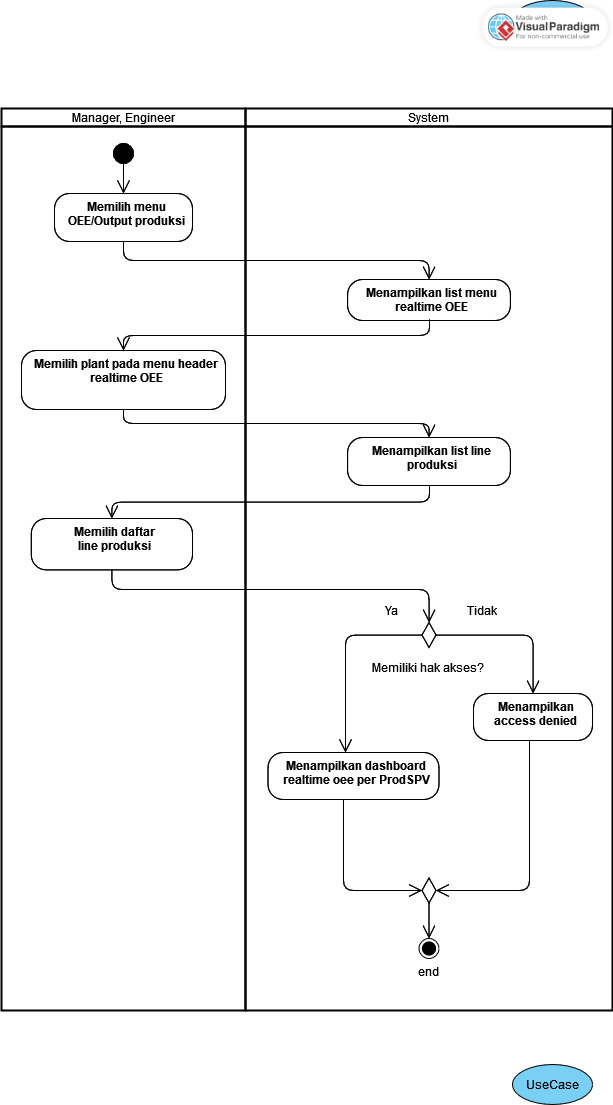 Made with
VisualParadigm
For non-commercial use
Manager, Engineer
System
Memilih menu
OEE/Output produksi
Menampilkan list menu
realtime OEE
Memilih plant pada menu header
realtime OEE
Menampilkan list line
produksi
Memilih daftar
line produksi
Ya
Tidak
Memiliki hak akses?
Menampilkan
access denied
Menampilkan dashboard
realtime oee per ProdSPV
end
UseCase